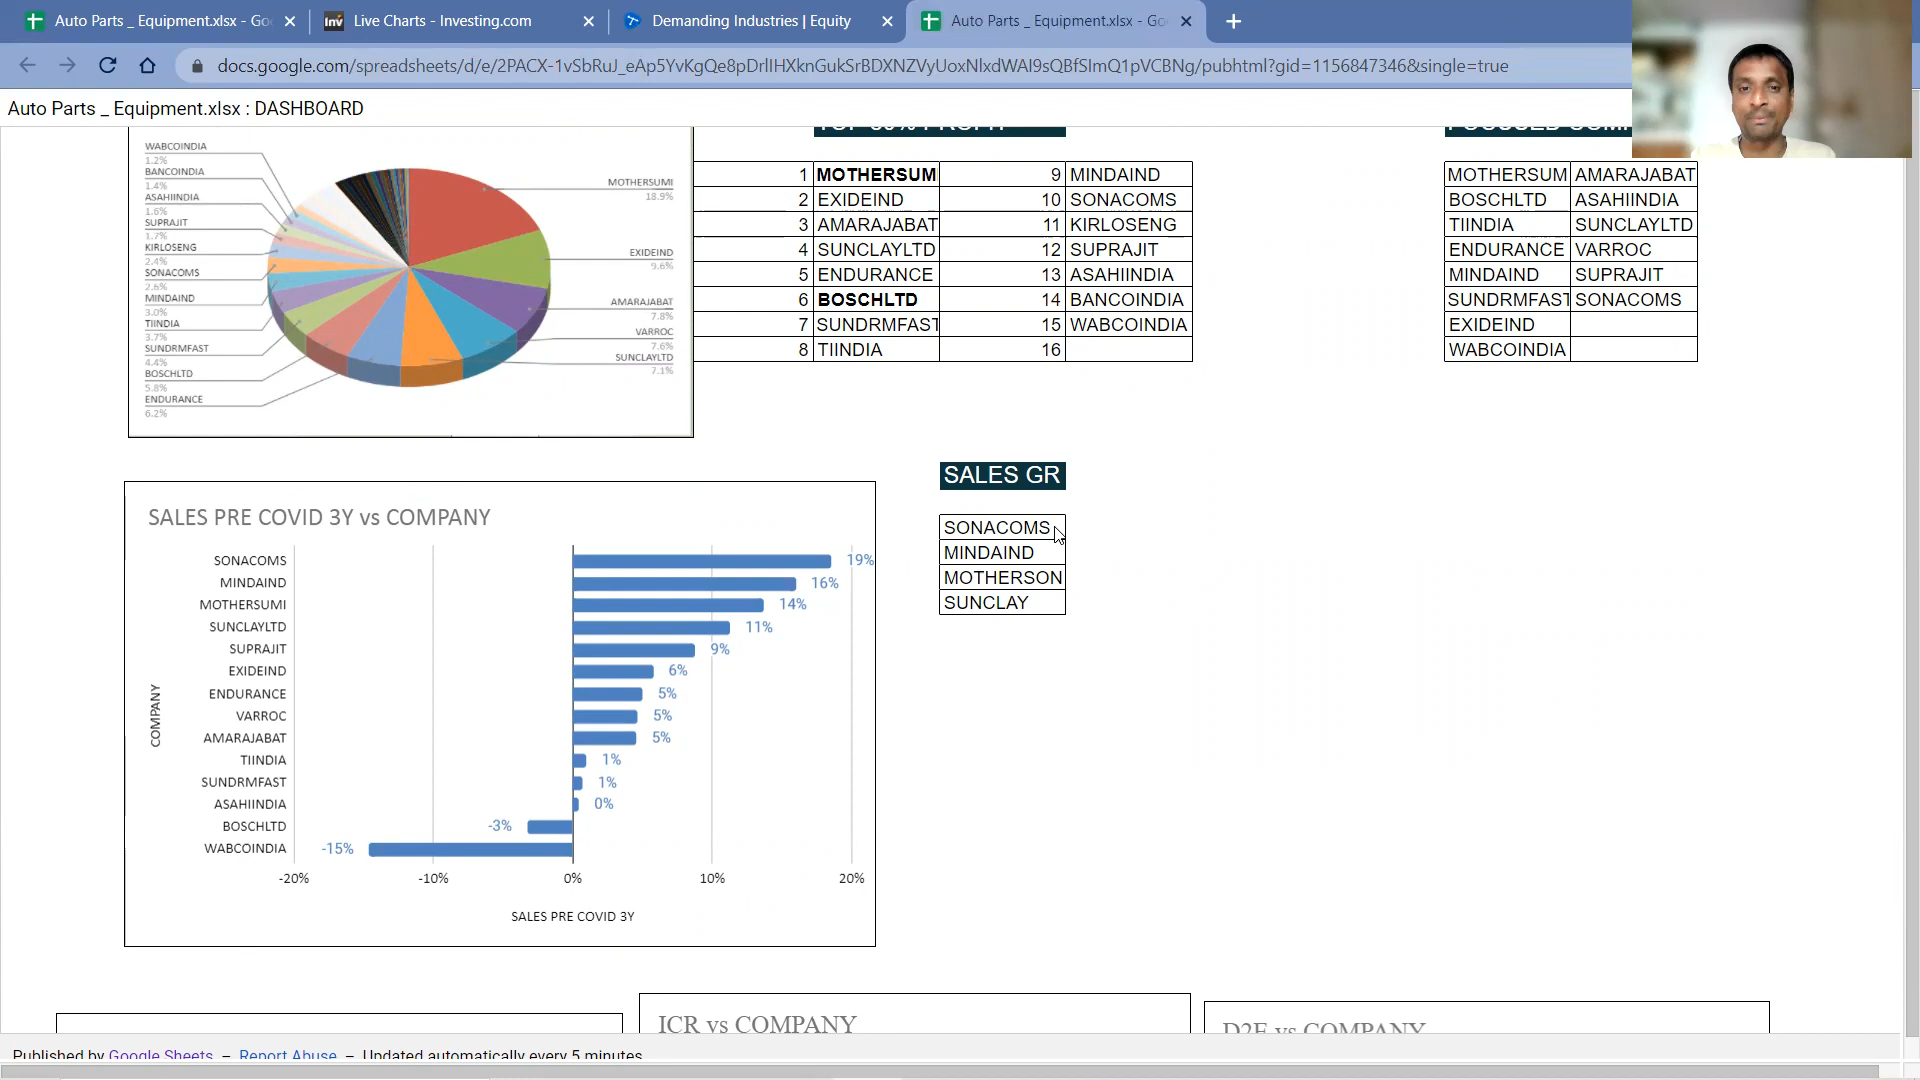 Auto Parts _ Equipment.xlsx - Go
Live Charts - Investing.com
Demanding Industries | Equity
Auto Parts _ Equipment.xlsx - Go
docs.google.com/spreadsheets/d/e/2PACX-1vSbRuJ_eAp5YvKgQe8pDrlIHXknGukSrBDXNZVyUoxNlxdWAI9sQBfSImQ1pVCBNg/pubhtml?gid=1156847346&single=true
Auto Parts _ Equipment.xlsx : DASHBOARD
WABCOINDIA
1.2%
BANCOINDIA
1.4%
ASAHIINDIA
1.6%
SUPRAJIT
1.7%
KIRLOSENG
2.4%
SONACOMS
2.6%
MINDAIND
3.0%
TIINDIA
3.7%
SUNDRMFAST
4.4%
BOSCHLTD
5.8%
ENDURANCE
6.2%
MOTHERSUMI
18.9%
EXIDEIND
9.6%
AMARAJABAT
7.8%
VARROC
7.6%
SUNCLAYLTD
7.1%
1 MOTHERSUM 9 MINDAIND
2 EXIDEIND 10 SONACOMS
3 AMARAJABAT 11 KIRLOSENG
4 SUNCLAYLTD 12 SUPRAJIT
5 ENDURANCE 13 ASAHIINDIA
6 BOSCHLTD 14 BANCOINDIA
7 SUNDRMFAST 15 WABCOINDIA
8 TIINDIA 16
MOTHERSUM AMARAJABAT
BOSCHLTD ASAHIINDIA
TIINDIA SUNCLAYLTD
ENDURANCE VARROC
MINDAIND SUPRAJIT
SUNDRMFAST SONACOMS
EXIDEIND
WABCOINDIA
SALES GR
SONACOMS
MINDAIND
MOTHERSON
SUNCLAY
SALES PRE COVID 3Y vs COMPANY
COMPANY
SONACOMS 19%
MINDAIND 16%
MOTHERSUMI 14%
SUNCLAYLTD 11%
SUPRAJIT 9%
EXIDEIND 6%
ENDURANCE 5%
VARROC 5%
AMARAJABAT 5%
TIINDIA 1%
SUNDRMFAST 1%
ASAHIINDIA 0%
BOSCHLTD -3%
WABCOINDIA -15%
-20% -10% 0% 10% 20%
SALES PRE COVID 3Y
ICR vs COMPANY
D2E vs COMPANY
Published by Google Sheets – Report Abuse – Updated automatically every 5 minutes